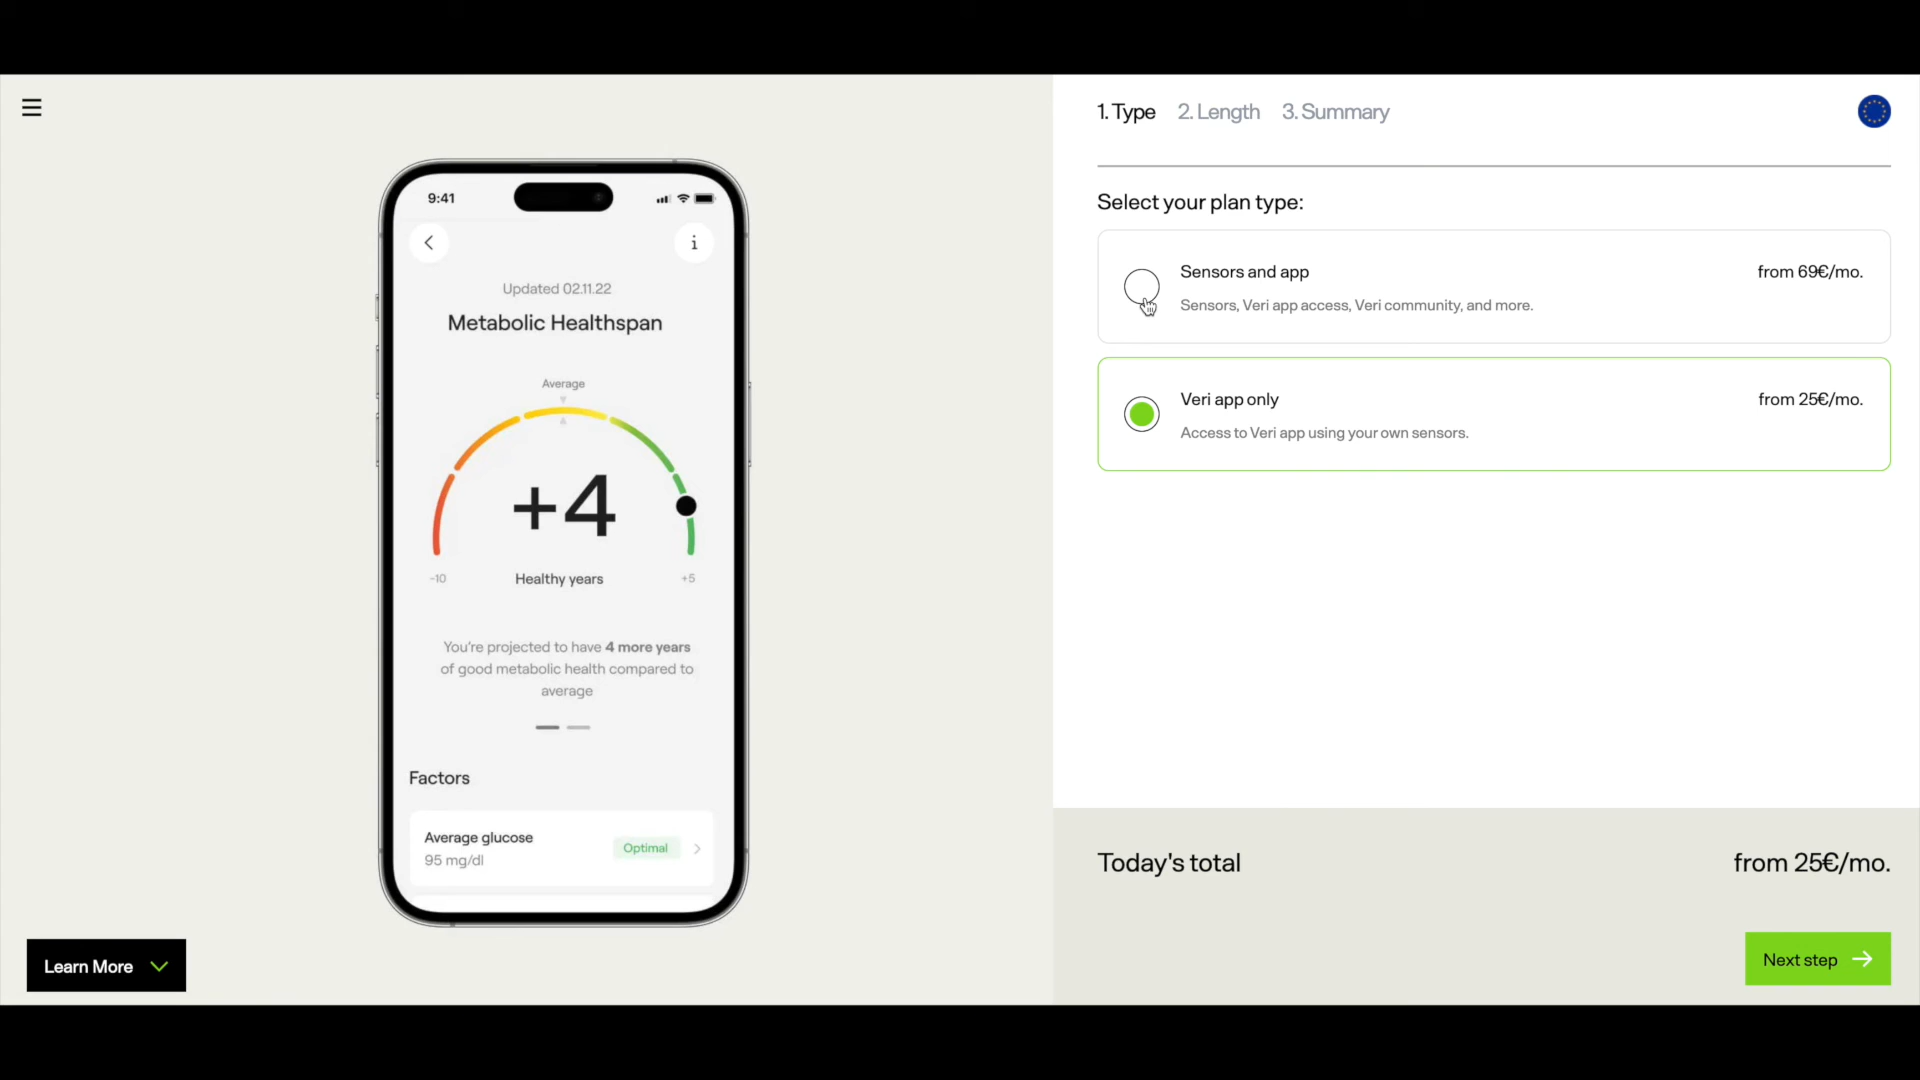 9:41
Updated 02.11.22
Metabolic Healthspan
Average
+4
-10
Healthy years
+5
You're projected to have 4 more years
of good metabolic health compared to
average
Factors
Average glucose
95 mg/dl
Optimal
Learn More
1. Type
2. Length
3. Summary
Select your plan type:
Sensors and app
from 69€/mo.
Sensors, Veri app access, Veri community, and more.
Veri app only
from 25€/mo.
Access to Veri app using your own sensors.
Today's total
from 25€/mo.
Next step